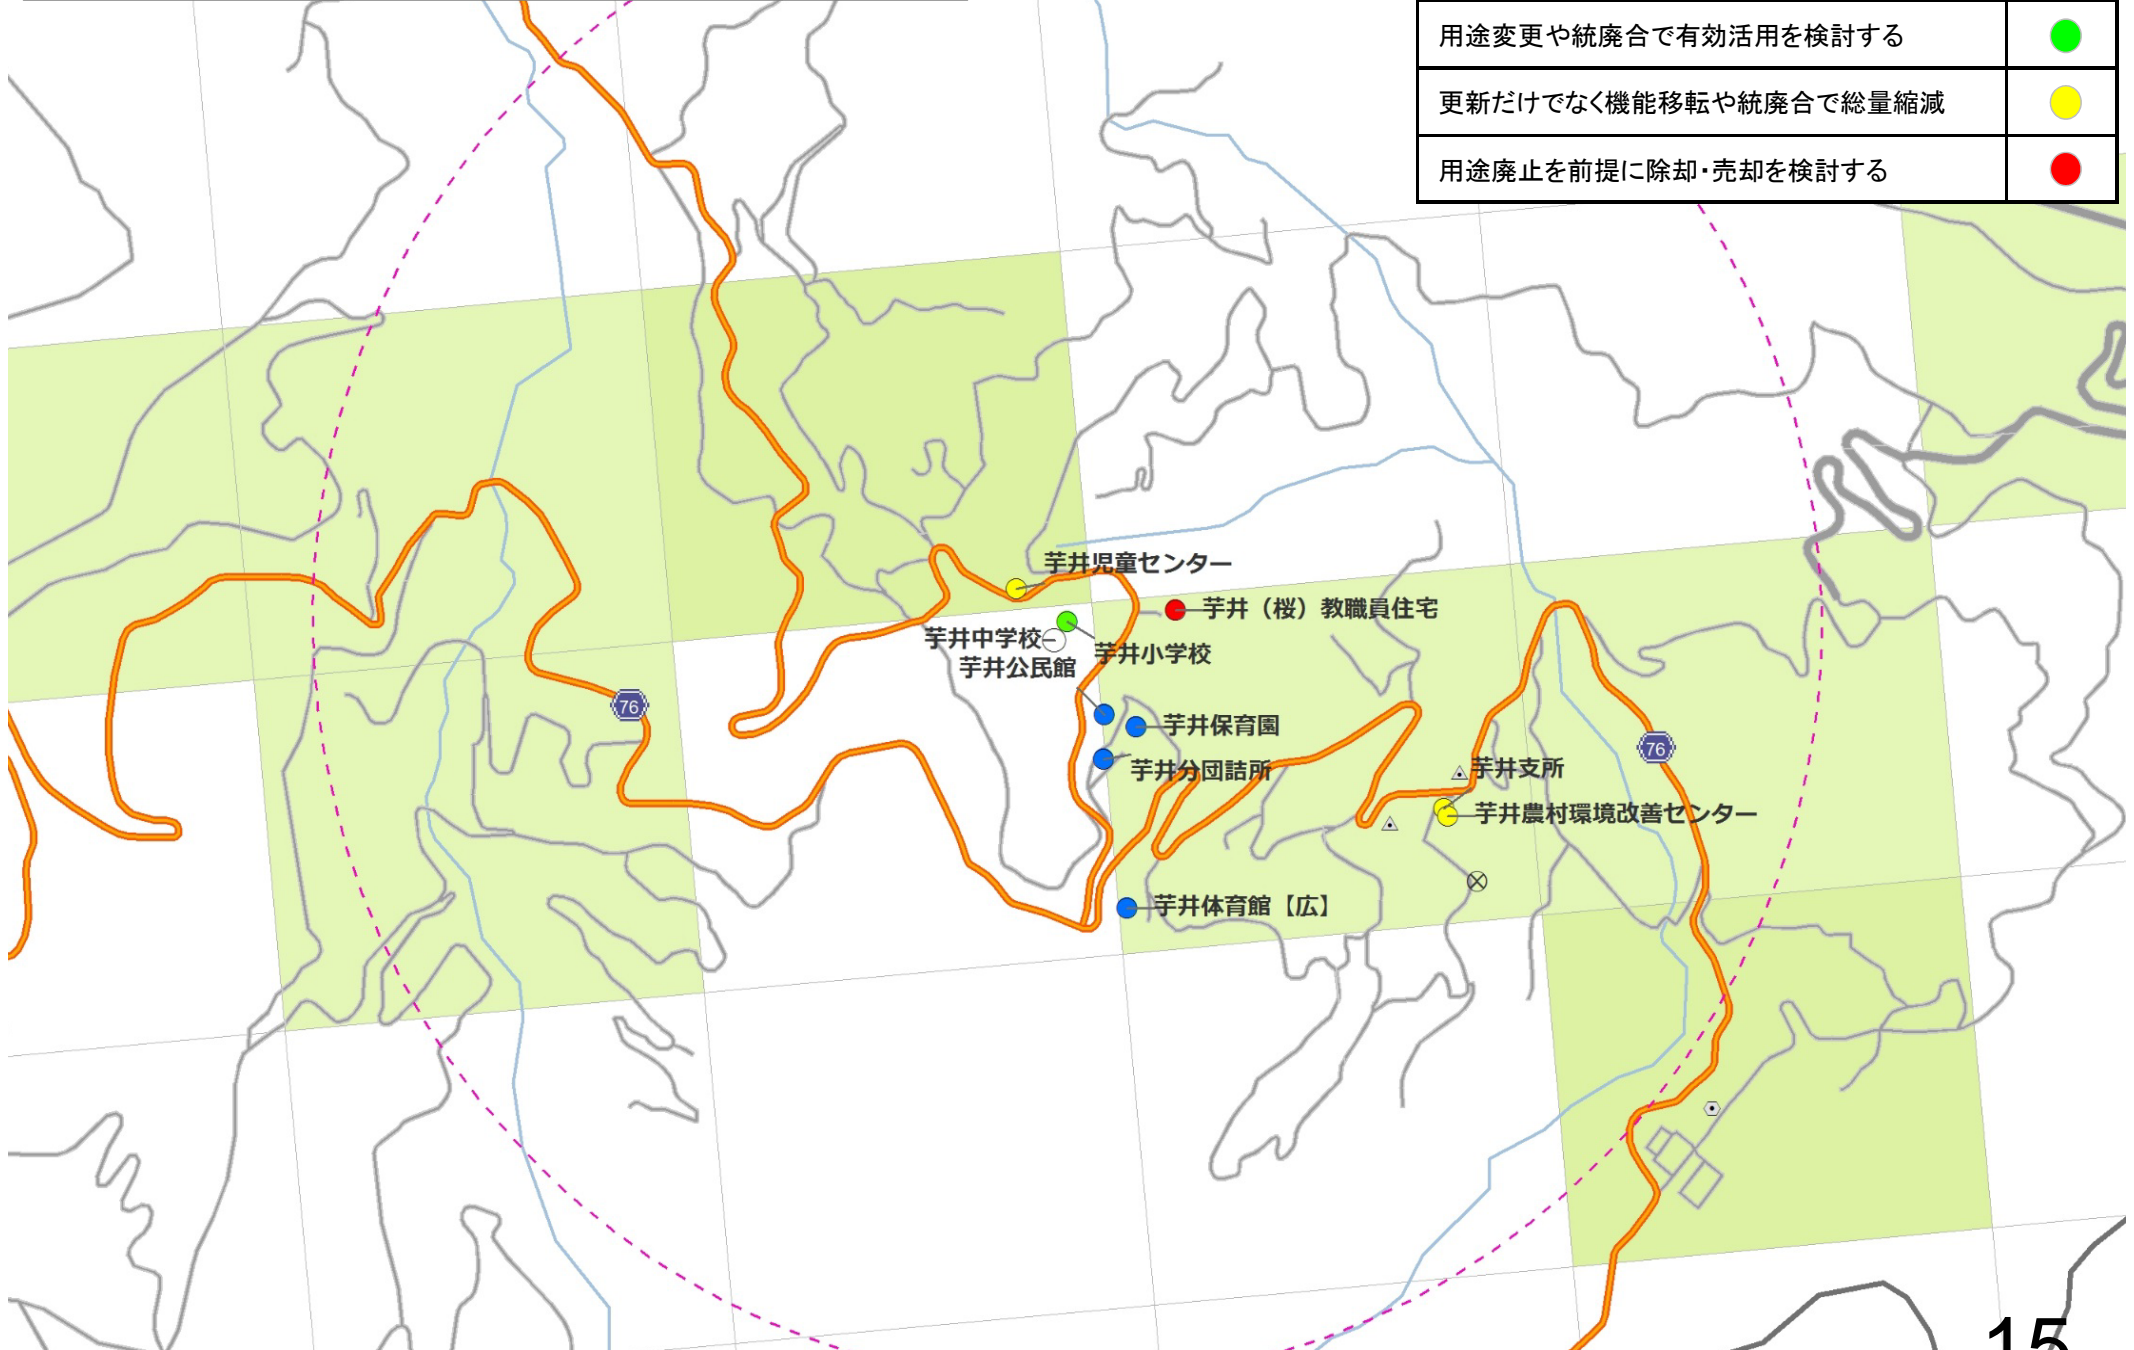 用途変更や統廃合で有効活用を検討する
更新だけでなく機能移転や統廃合で総量縮減
用途廃止を前提に除却・売却を検討する
芋井児童センター
芋井（桜）教職員住宅
芋井中学校
芋井小学校
芋井公民館
76
芋井保育園
76
芋井分団詰所
芋井支所
芋井農村環境改善センター
芋井体育館【広】
15